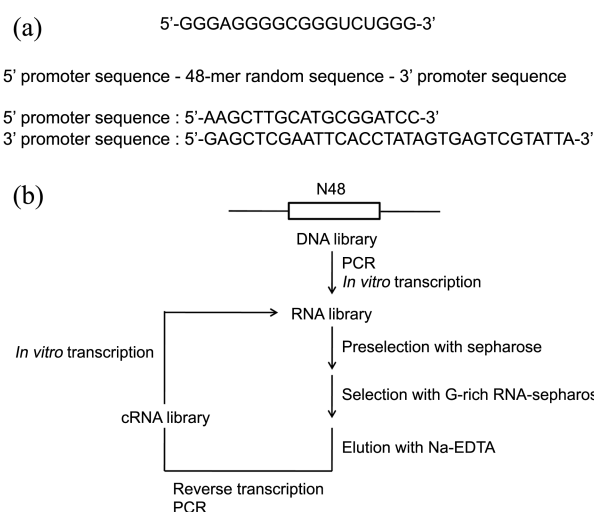 (a)
5’-GGGAGGGGCGGGUCUGGG-3’
5’ promoter sequence - 48-mer random sequence - 3’ promoter sequence
5’ promoter sequence : 5’-AAGCTTGCATGCGGATCC-3’
3’ promoter sequence : 5’-GAGCTCGAATTCACCTATAGTGAGTCGTATTA-3’
(b)
N48
DNA library
PCR
In vitro transcription
RNA library
In vitro transcription
Preselection with sepharose
Selection with G-rich RNA-sepharos
cRNA library
Elution with Na-EDTA
Reverse transcription
PCR